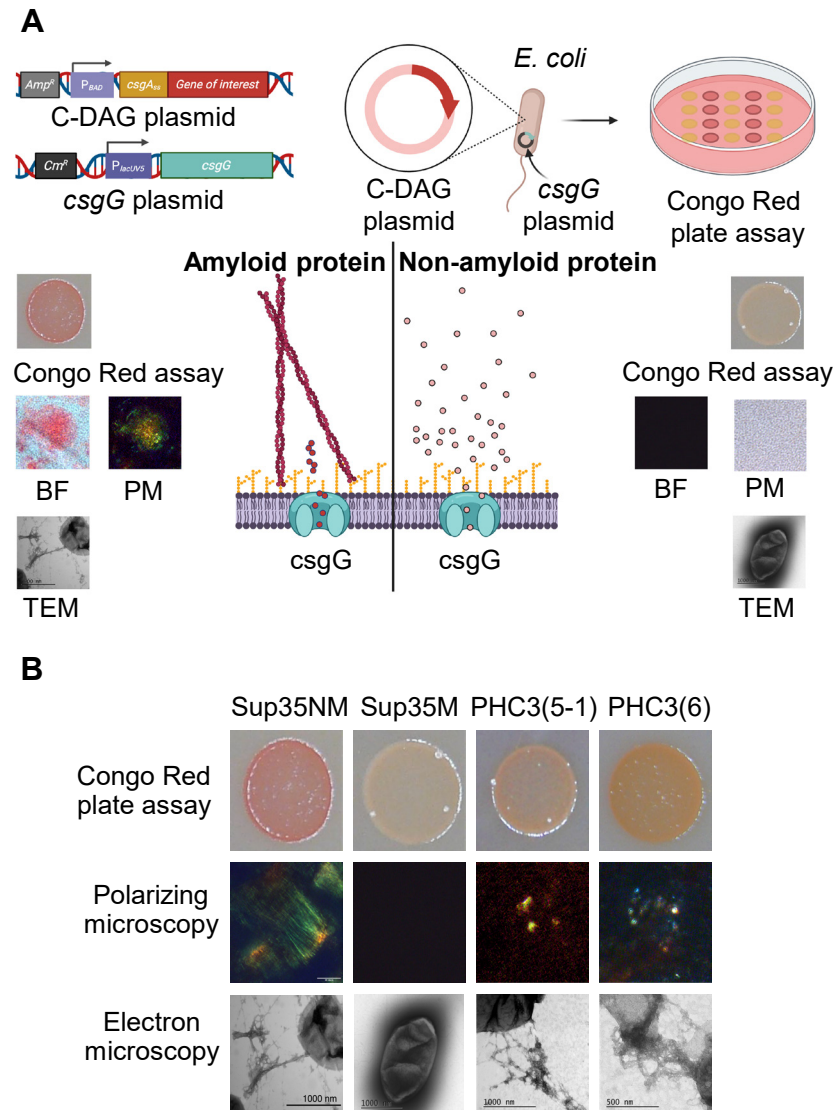 A
Amp^R P_BAD csgA_ss Gene of interest
C-DAG plasmid
Cm^R P_lacUV5 csgG
csgG plasmid
E. coli
C-DAG
plasmid
csgG
plasmid
Congo Red
plate assay
Amyloid protein
Non-amyloid protein
Congo Red assay
BF PM
TEM
csgG
csgG
Congo Red assay
BF PM
TEM
B
Sup35NM Sup35M PHC3(5-1) PHC3(6)
Congo Red
plate assay
Polarizing
microscopy
Electron
microscopy
1000 nm
1000 nm
1000 nm
500 nm